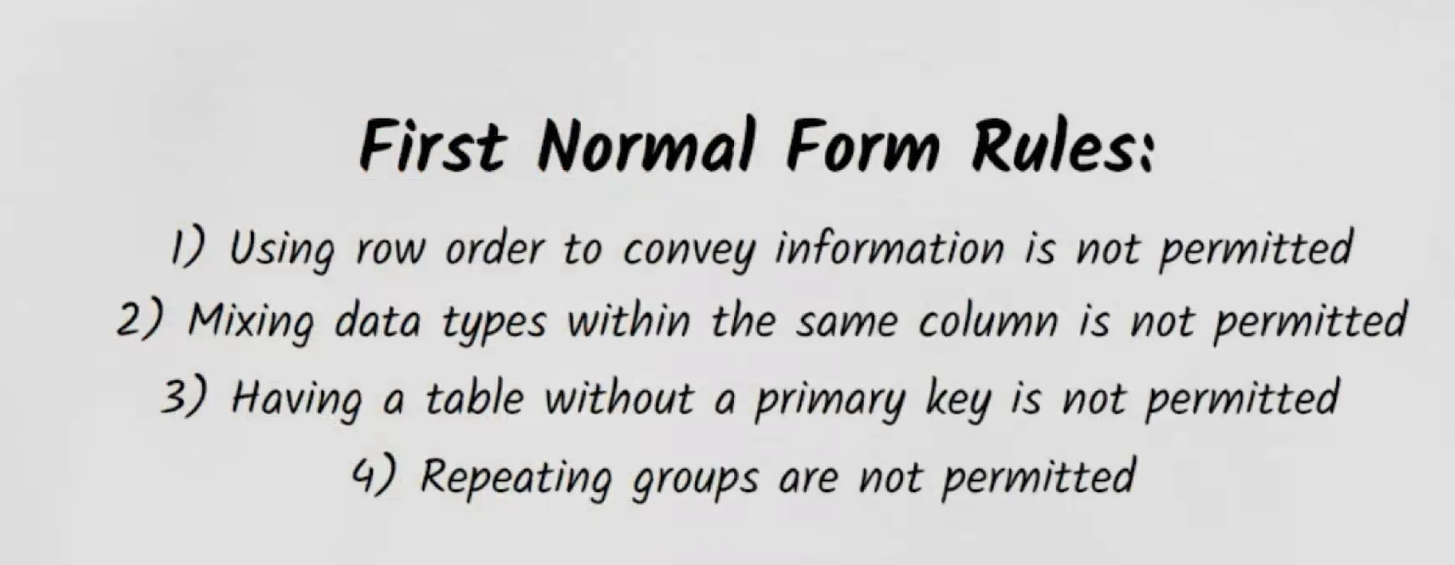 First Normal Form Rules:
1) Using row order to convey information is not permitted
2) Mixing data types within the same column is not permitted
3) Having a table without a primary key is not permitted
4) Repeating groups are not permitted